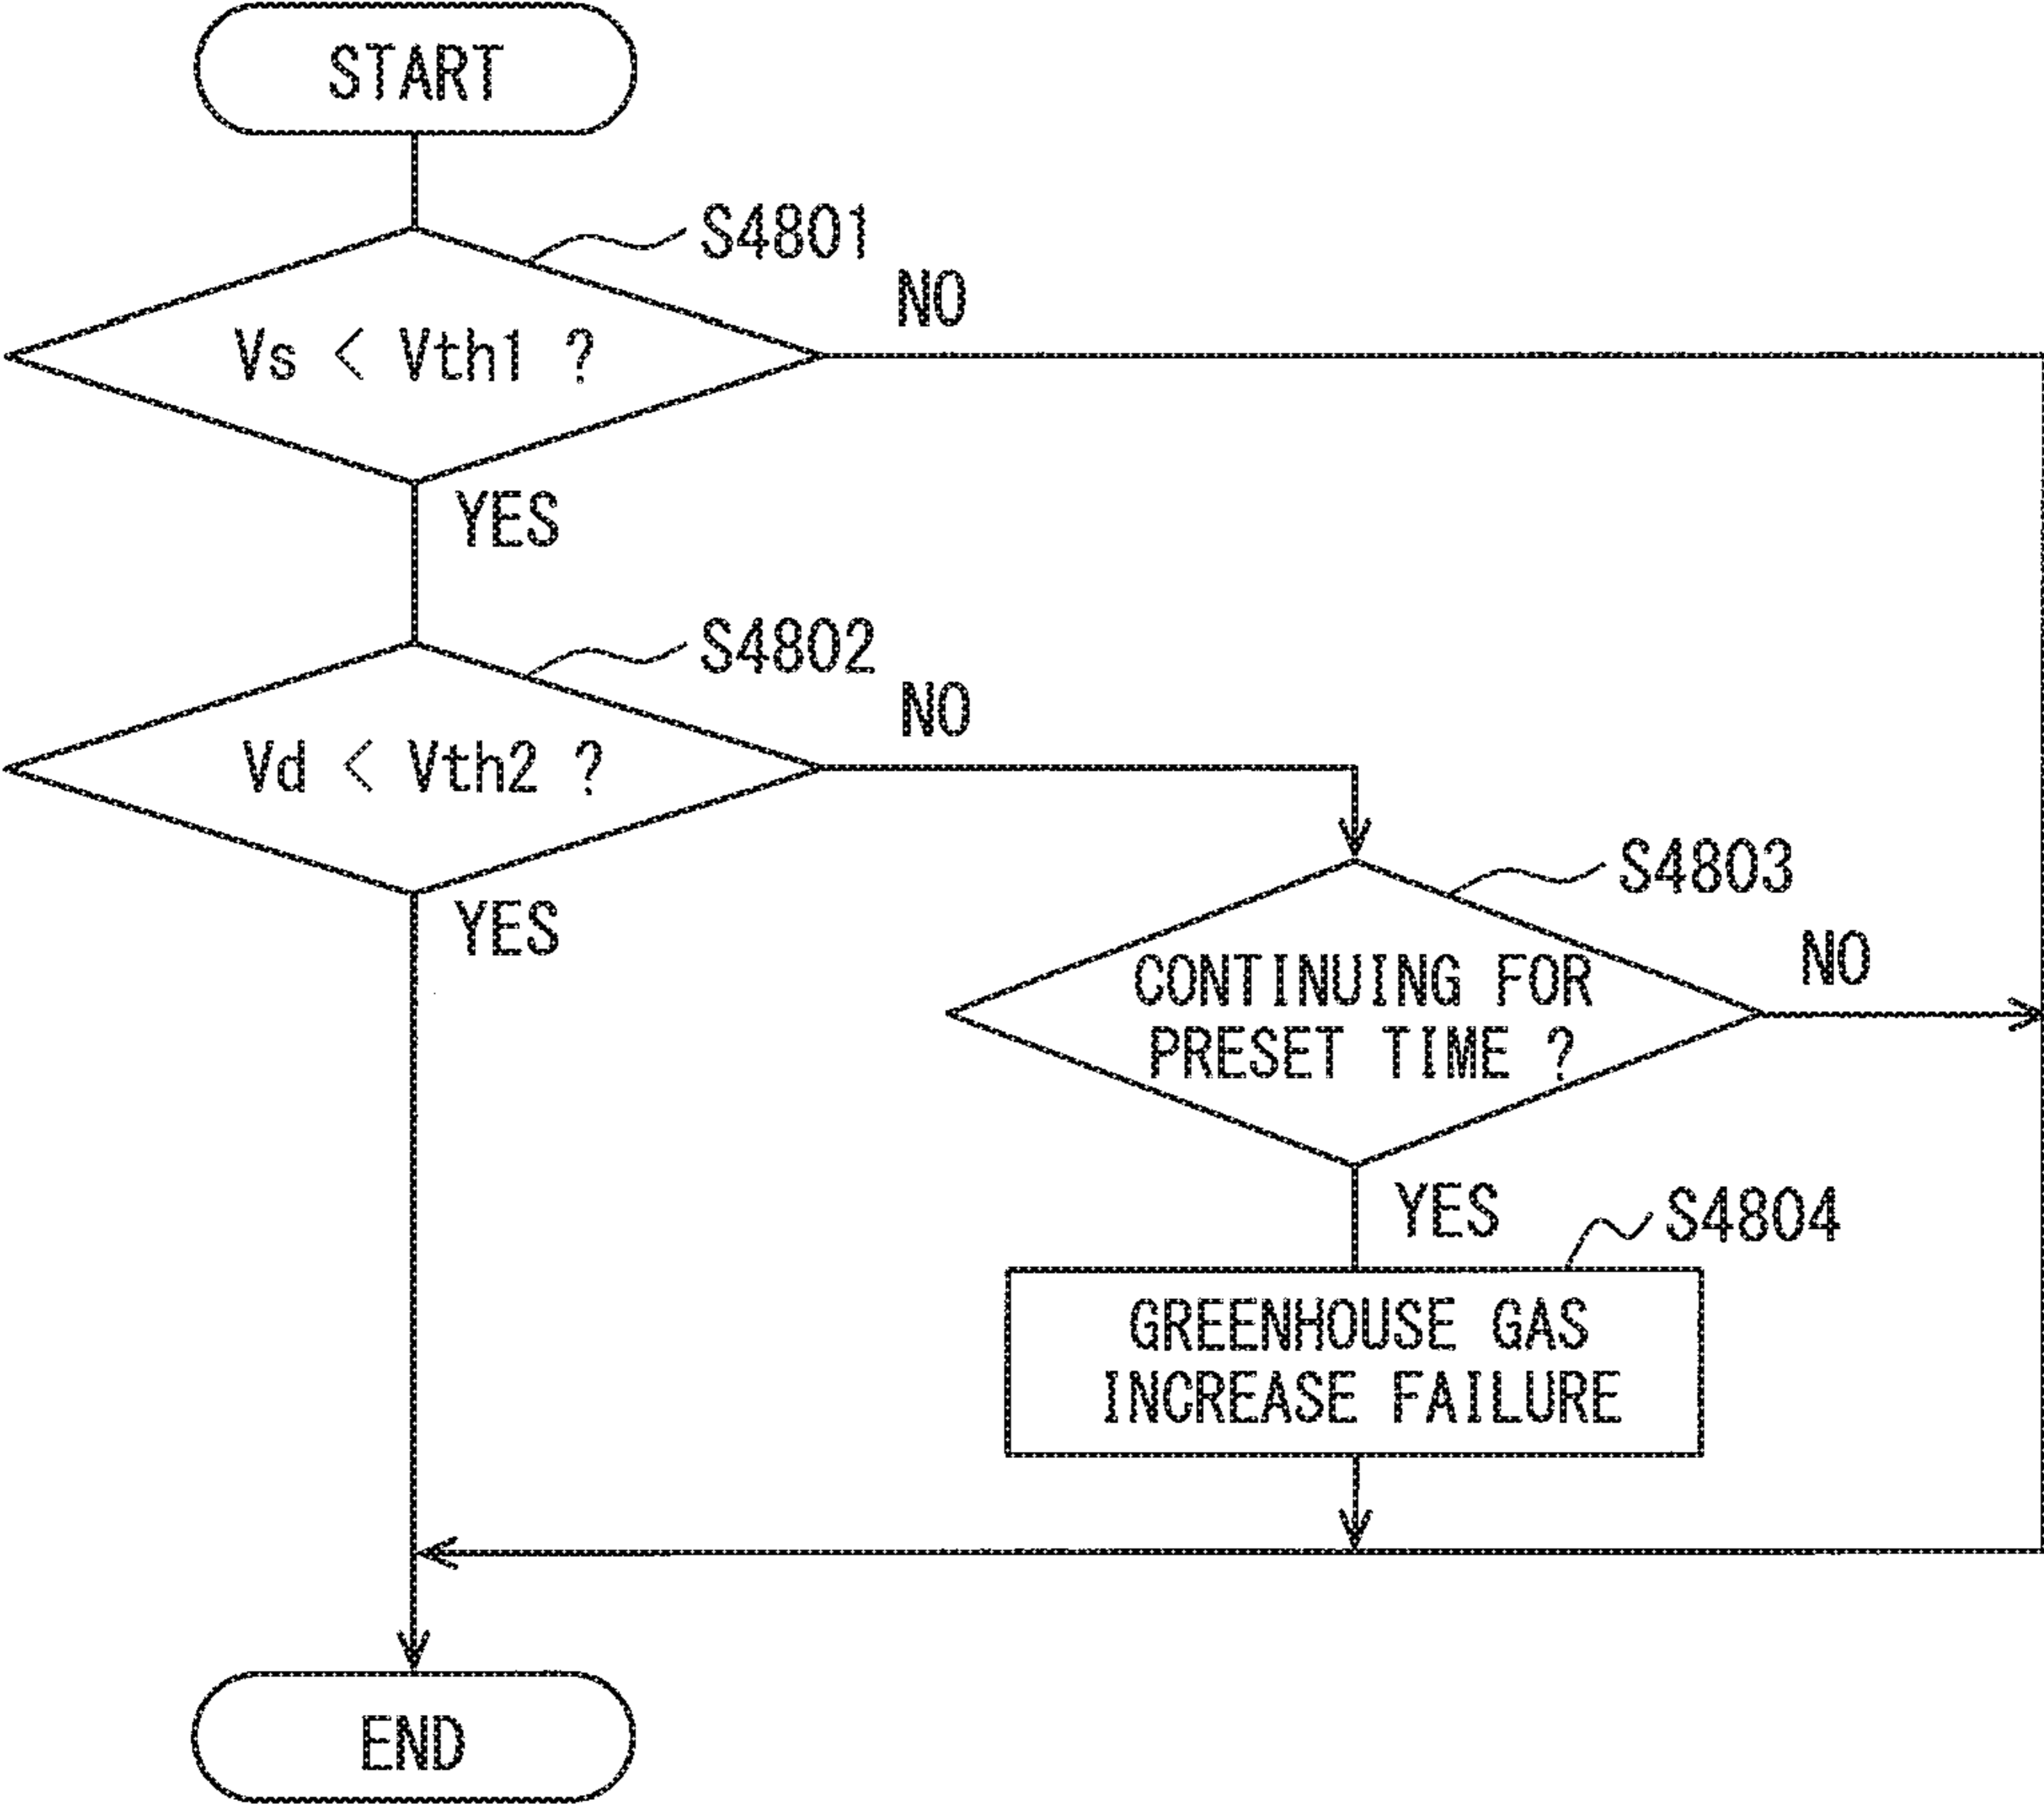 START
S4801
NO
Vs < Vth1 ?
YES
S4802
NO
Vd < Vth2 ?
YES
S4803
NO
CONTINUING FOR
PRESET TIME ?
YES
S4804
GREENHOUSE GAS
INCREASE FAILURE
END